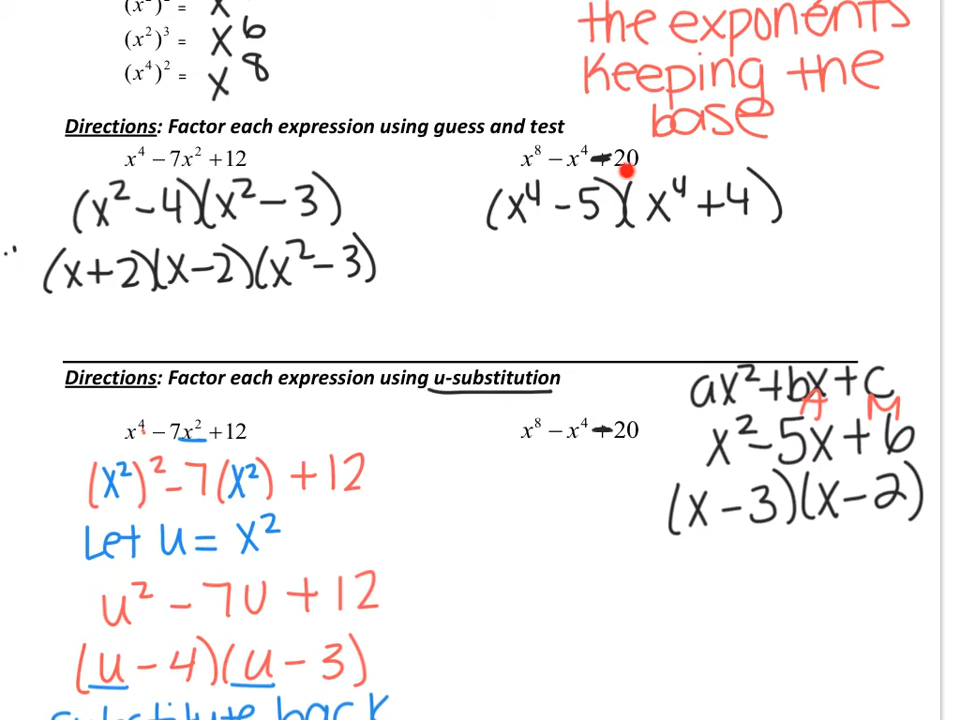 (x²)³ = x⁶
(x⁴)² = x⁸
the exponents
keeping the
base
Directions: Factor each expression using guess and test
x⁴ − 7x² + 12
(x² − 4)(x² − 3)
∴ (x+2)(x−2)(x² − 3)
x⁸ − x⁴ − 20
(x⁴ − 5)(x⁴ + 4)
Directions: Factor each expression using u-substitution
x⁴ − 7x² + 12
(x²)² − 7(x²) + 12
Let u = x²
u² − 7u + 12
(u − 4)(u − 3)
Substitute back
x⁸ − x⁴ − 20
ax² + bx + c
A M
x² − 5x + 6
(x − 3)(x − 2)